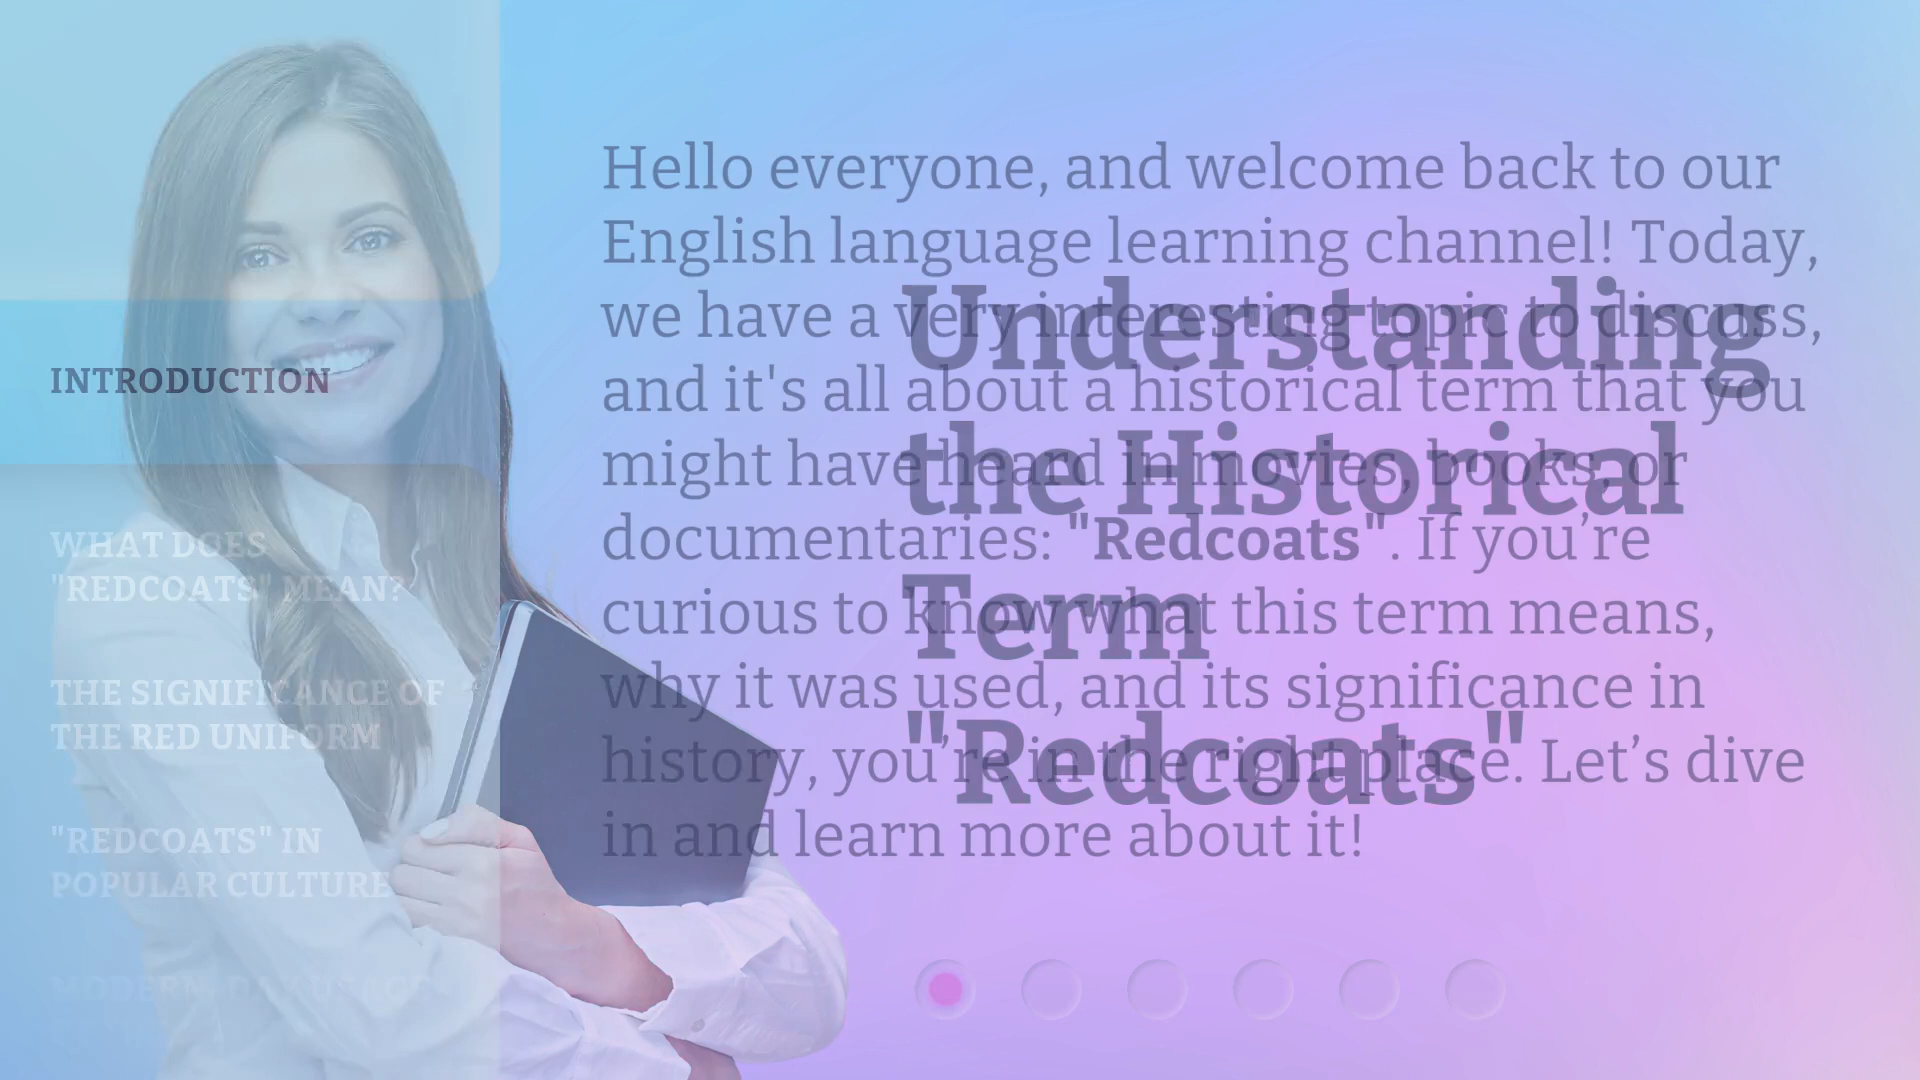 INTRODUCTION
WHAT DOES
"REDCOATS" MEAN?
THE SIGNIFICANCE OF
THE RED UNIFORM
"REDCOATS" IN
POPULAR CULTURE
MODERN-DAY USAGE
Hello everyone, and welcome back to our
English language learning channel! Today,
we have a very interesting topic to discuss,
and it's all about a historical term that you
might have heard in movies, books, or
documentaries: "Redcoats". If you’re
curious to know what this term means,
why it was used, and its significance in
history, you’re in the right place. Let’s dive
in and learn more about it!
Understanding
the Historical
Term
"Redcoats"